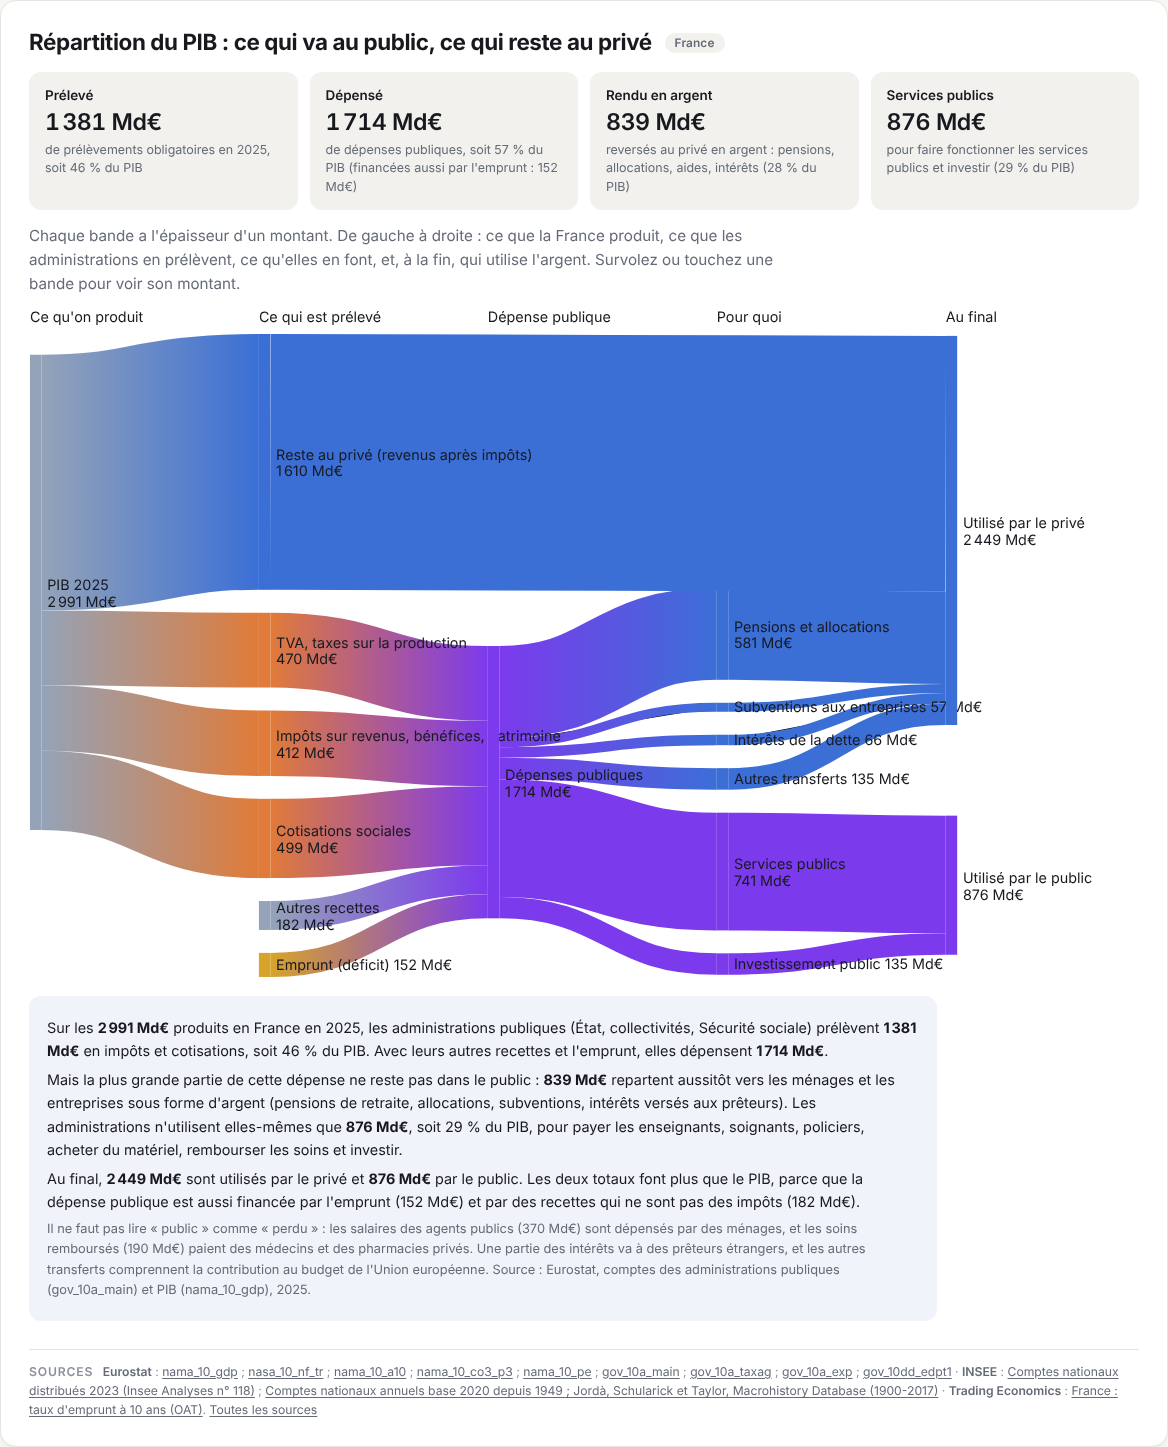 Répartition du PIB : ce qui va au public, ce qui reste au privé
France
Prélevé
1 381 Md€
de prélèvements obligatoires en 2025,
soit 46 % du PIB
Dépensé
1 714 Md€
de dépenses publiques, soit 57 % du
PIB (financées aussi par l'emprunt : 152
Md€)
Rendu en argent
839 Md€
reversés au privé en argent : pensions,
allocations, aides, intérêts (28 % du
PIB)
Services publics
876 Md€
pour faire fonctionner les services
publics et investir (29 % du PIB)
Chaque bande a l'épaisseur d'un montant. De gauche à droite : ce que la France produit, ce que les
administrations en prélèvent, ce qu'elles en font, et, à la fin, qui utilise l'argent. Survolez ou touchez une
bande pour voir son montant.
Ce qu'on produit
Ce qui est prélevé
Dépense publique
Pour quoi
Au final
Reste au privé (revenus après impôts)
1 610 Md€
Utilisé par le privé
2 449 Md€
PIB 2025
2 991 Md€
TVA, taxes sur la production
470 Md€
Pensions et allocations
581 Md€
Subventions aux entreprises 57 Md€
Impôts sur revenus, bénéfices, atrimoine
412 Md€
Intérêts de la dette 66 Md€
Dépenses publiques
1 714 Md€
Autres transferts 135 Md€
Cotisations sociales
499 Md€
Services publics
741 Md€
Utilisé par le public
876 Md€
Autres recettes
182 Md€
Emprunt (déficit) 152 Md€
Investissement public 135 Md€
Sur les 2 991 Md€ produits en France en 2025, les administrations publiques (État, collectivités, Sécurité sociale) prélèvent 1 381
Md€ en impôts et cotisations, soit 46 % du PIB. Avec leurs autres recettes et l'emprunt, elles dépensent 1 714 Md€.
Mais la plus grande partie de cette dépense ne reste pas dans le public : 839 Md€ repartent aussitôt vers les ménages et les
entreprises sous forme d'argent (pensions de retraite, allocations, subventions, intérêts versés aux prêteurs). Les
administrations n'utilisent elles-mêmes que 876 Md€, soit 29 % du PIB, pour payer les enseignants, soignants, policiers,
acheter du matériel, rembourser les soins et investir.
Au final, 2 449 Md€ sont utilisés par le privé et 876 Md€ par le public. Les deux totaux font plus que le PIB, parce que la
dépense publique est aussi financée par l'emprunt (152 Md€) et par des recettes qui ne sont pas des impôts (182 Md€).
Il ne faut pas lire « public » comme « perdu » : les salaires des agents publics (370 Md€) sont dépensés par des ménages, et les soins
remboursés (190 Md€) paient des médecins et des pharmacies privés. Une partie des intérêts va à des prêteurs étrangers, et les autres
transferts comprennent la contribution au budget de l'Union européenne. Source : Eurostat, comptes des administrations publiques
(gov_10a_main) et PIB (nama_10_gdp), 2025.
SOURCES Eurostat : nama_10_gdp ; nasa_10_nf_tr ; nama_10_a10 ; nama_10_co3_p3 ; nama_10_pe ; gov_10a_main ; gov_10a_taxag ; gov_10a_exp ; gov_10dd_edpt1 · INSEE : Comptes nationaux
distribués 2023 (Insee Analyses n° 118) ; Comptes nationaux annuels base 2020 depuis 1949 ; Jordà, Schularick et Taylor, Macrohistory Database (1900-2017) · Trading Economics : France :
taux d'emprunt à 10 ans (OAT). Toutes les sources